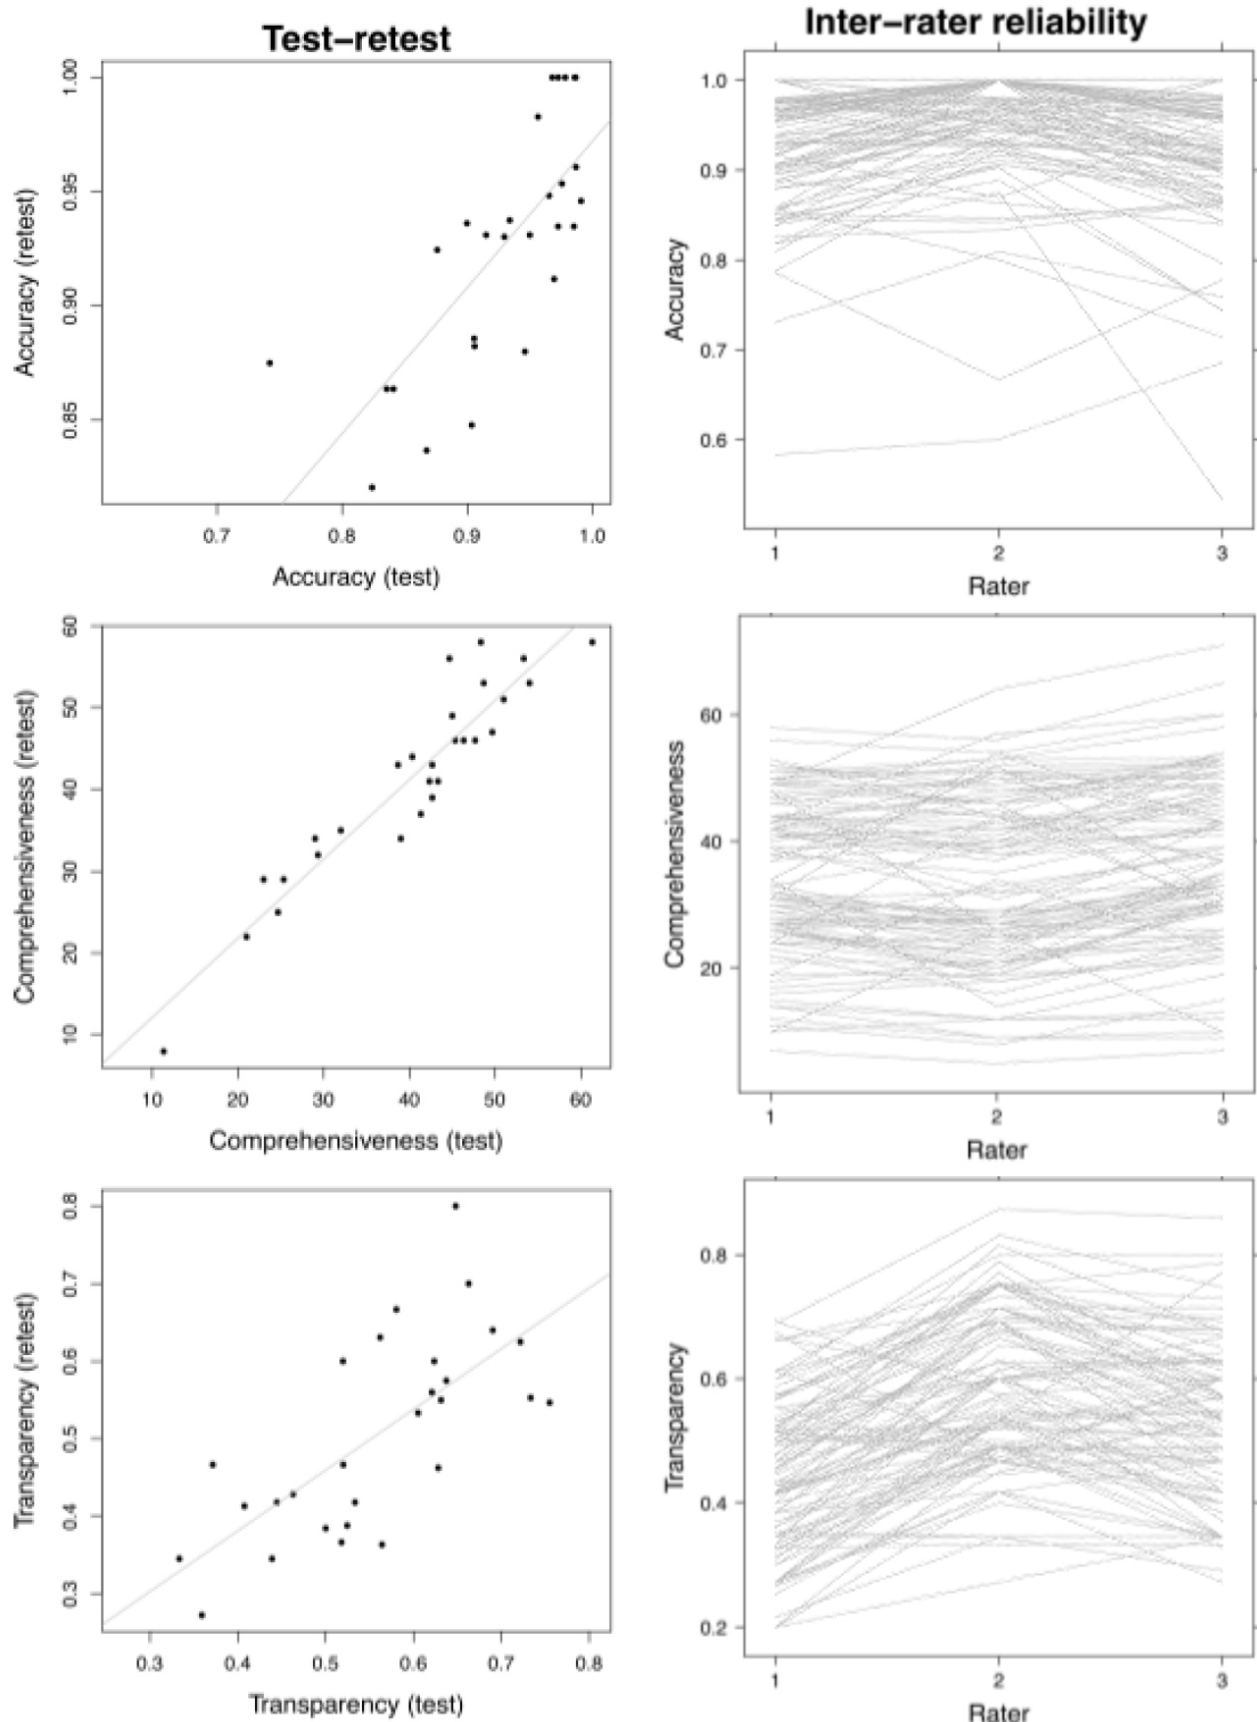 Test–retest
Inter–rater reliability
Accuracy (retest)
1.00
0.95
0.90
0.85
0.7 0.8 0.9 1.0
Accuracy (test)
Accuracy
1.0
0.9
0.8
0.7
0.6
1 2 3
Rater
Comprehensiveness (retest)
60
50
40
30
20
10
10 20 30 40 50 60
Comprehensiveness (test)
Comprehensiveness
60
40
20
1 2 3
Rater
Transparency (retest)
0.8
0.7
0.6
0.5
0.4
0.3
0.3 0.4 0.5 0.6 0.7 0.8
Transparency (test)
Transparency
0.8
0.6
0.4
0.2
1 2 3
Rater